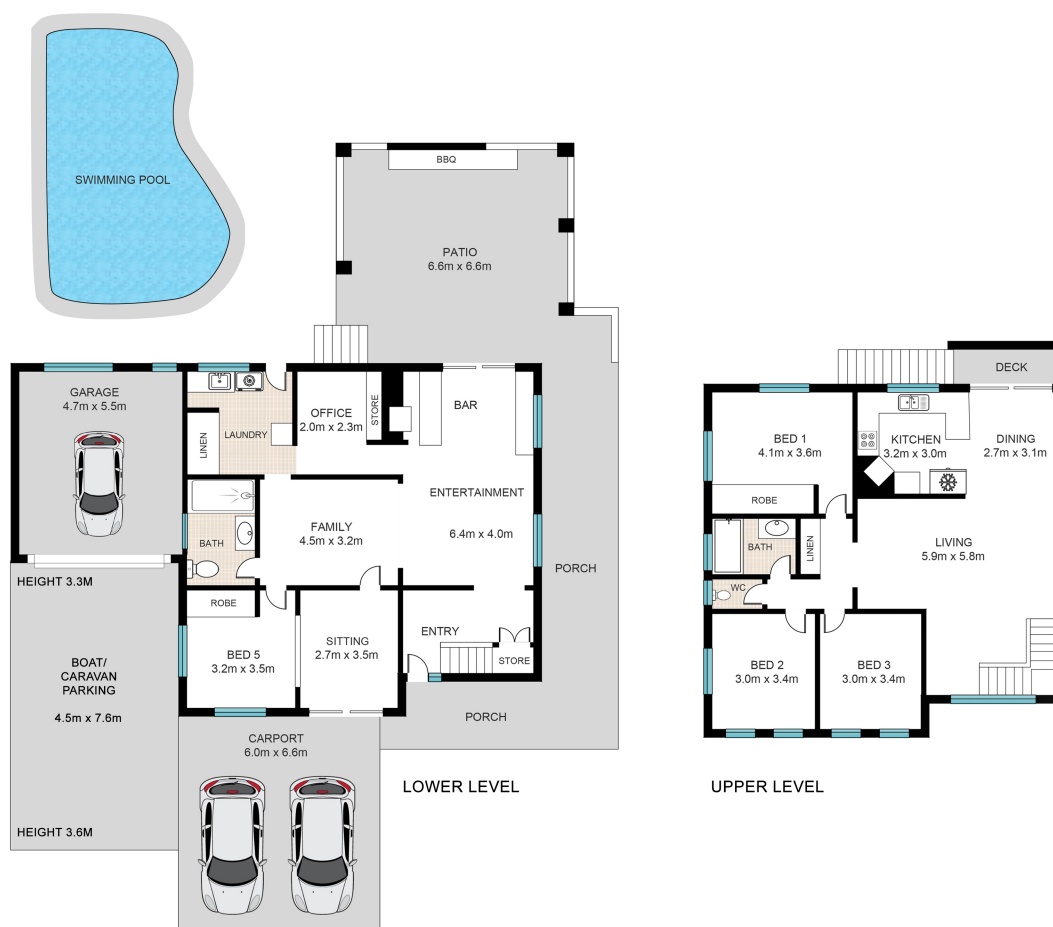 SWIMMING POOL
BBQ
PATIO
6.6m x 6.6m
GARAGE
4.7m x 5.5m
LINEN
LAUNDRY
OFFICE
2.0m x 2.3m
STORE
BAR
BATH
FAMILY
4.5m x 3.2m
ENTERTAINMENT
6.4m x 4.0m
PORCH
HEIGHT 3.3M
BOAT/
CARAVAN
PARKING
4.5m x 7.6m
HEIGHT 3.6M
ROBE
BED 5
3.2m x 3.5m
SITTING
2.7m x 3.5m
ENTRY
STORE
PORCH
CARPORT
6.0m x 6.6m
LOWER LEVEL
DECK
BED 1
4.1m x 3.6m
ROBE
KITCHEN
3.2m x 3.0m
DINING
2.7m x 3.1m
BATH
LINEN
LIVING
5.9m x 5.8m
WC
BED 2
3.0m x 3.4m
BED 3
3.0m x 3.4m
UPPER LEVEL